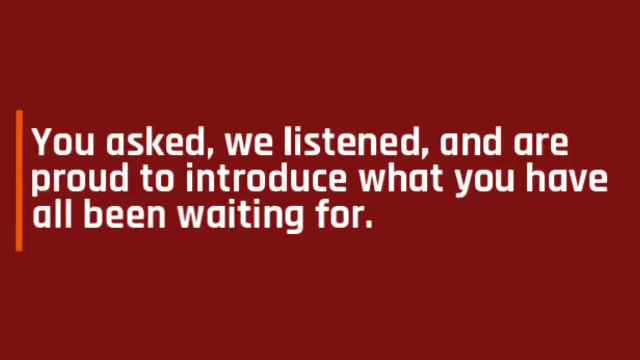 You asked, we listened, and are
proud to introduce what you have
all been waiting for.